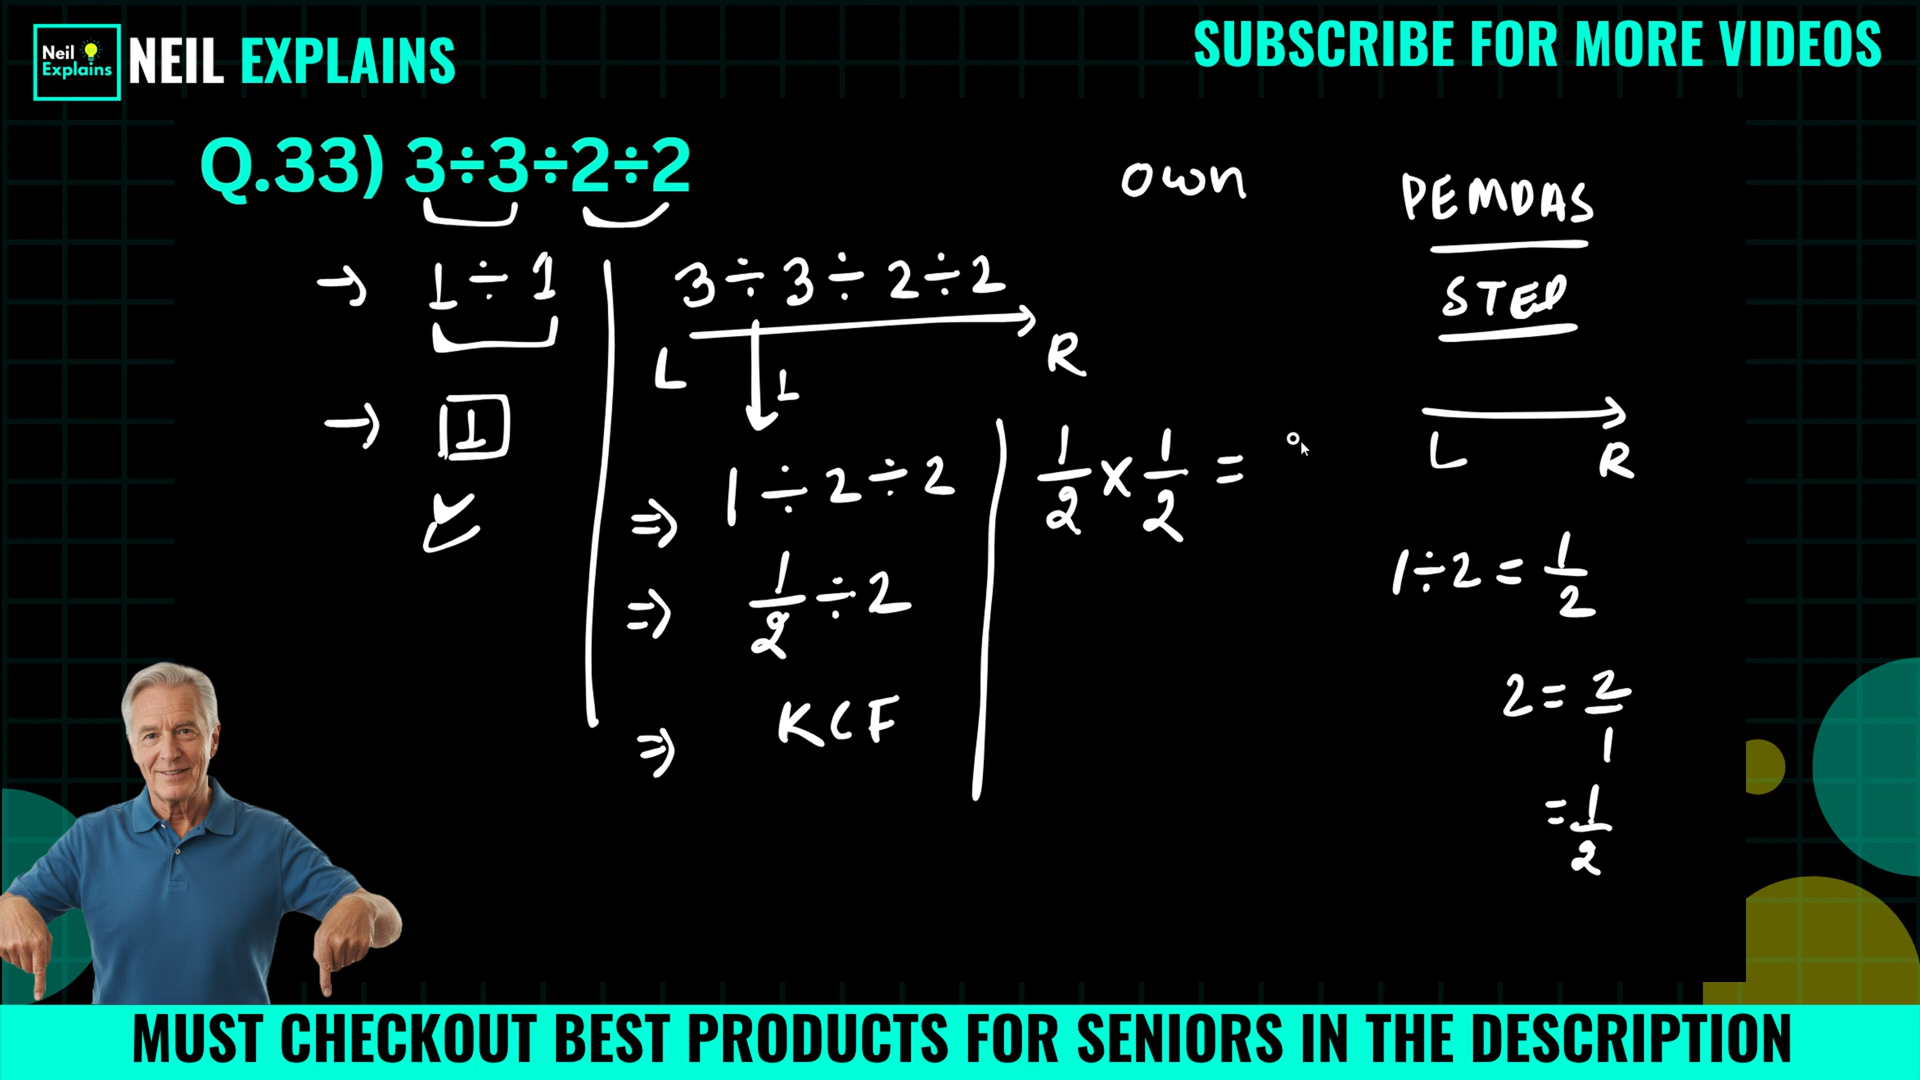 Neil
Explains
NEIL EXPLAINS
SUBSCRIBE FOR MORE VIDEOS
Q.33) 3÷3÷2÷2
→ 1÷1
→ 1
3÷3÷2÷2
L R
1
⇒ 1÷2÷2
⇒ 1/2 ÷2
⇒ KCF
1/2 x 1/2 =
own
PEMDAS
STEP
L R
1÷2 = 1/2
2 = 2/1
= 1/2
MUST CHECKOUT BEST PRODUCTS FOR SENIORS IN THE DESCRIPTION